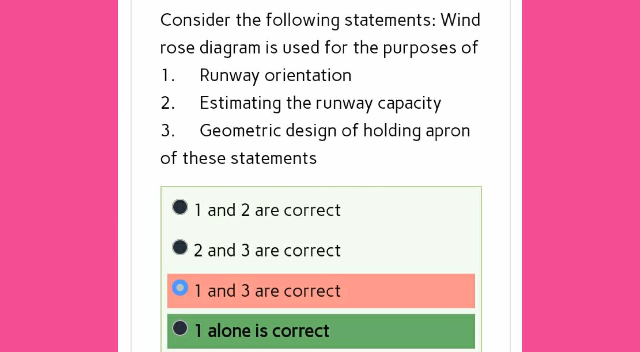 Consider the following statements: Wind
rose diagram is used for the purposes of
1. Runway orientation
2. Estimating the runway capacity
3. Geometric design of holding apron
of these statements
1 and 2 are correct
2 and 3 are correct
1 and 3 are correct
1 alone is correct